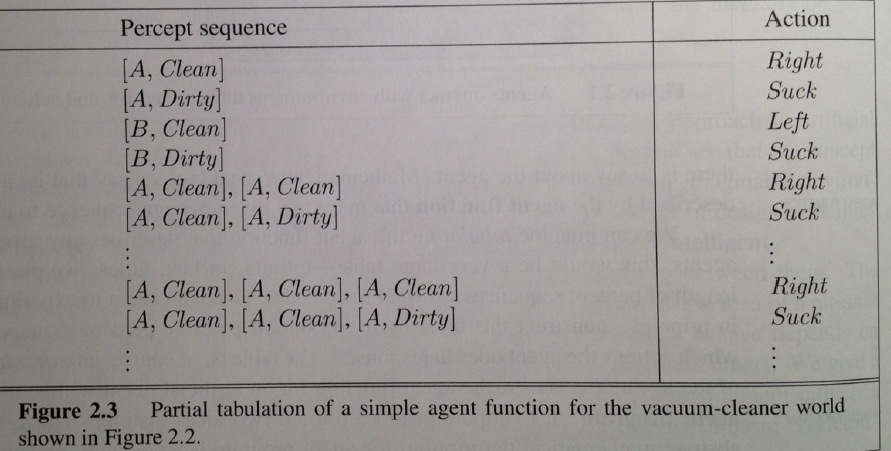 Percept sequence Action
[A, Clean] Right
[A, Dirty] Suck
[B, Clean] Left
[B, Dirty] Suck
[A, Clean], [A, Clean] Right
[A, Clean], [A, Dirty] Suck
⋮ ⋮
[A, Clean], [A, Clean], [A, Clean] Right
[A, Clean], [A, Clean], [A, Dirty] Suck
⋮ ⋮
Figure 2.3 Partial tabulation of a simple agent function for the vacuum-cleaner world
shown in Figure 2.2.